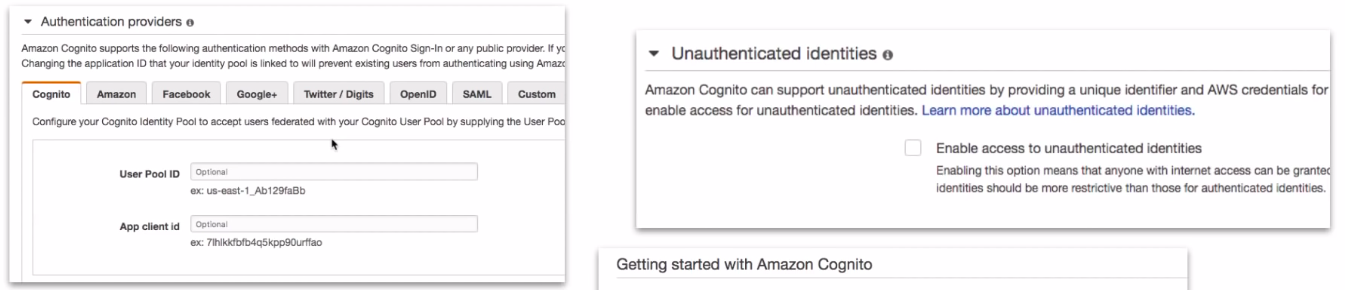 Authentication providers
Amazon Cognito supports the following authentication methods with Amazon Cognito Sign-In or any public provider. If yo
Changing the application ID that your identity pool is linked to will prevent existing users from authenticating using Amazo
Cognito Amazon Facebook Google+ Twitter / Digits OpenID SAML Custom
Configure your Cognito Identity Pool to accept users federated with your Cognito User Pool by supplying the User Poo
User Pool ID Optional
ex: us-east-1_Ab129faBb
App client id Optional
ex: 7lhlkkfbfb4q5kpp90urffao
Unauthenticated identities
Amazon Cognito can support unauthenticated identities by providing a unique identifier and AWS credentials for
enable access for unauthenticated identities. Learn more about unauthenticated identities.
Enable access to unauthenticated identities
Enabling this option means that anyone with internet access can be granted
identities should be more restrictive than those for authenticated identities.
Getting started with Amazon Cognito